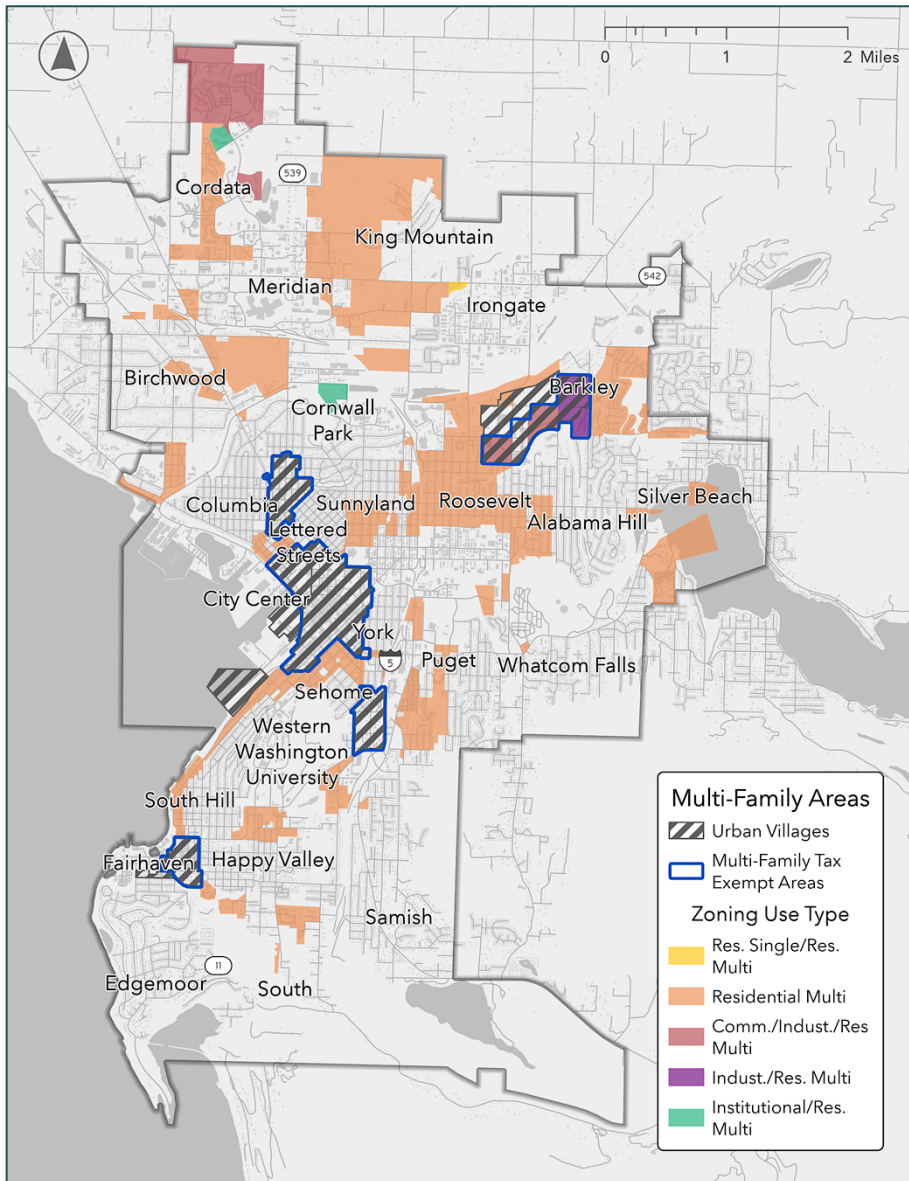 0 1 2 Miles
539
Cordata
King Mountain
542
Meridian
Irongate
Birchwood
Barkley
Cornwall
Park
Columbia
Sunnyland
Roosevelt
Silver Beach
Alabama Hill
Lettered
Streets
City Center
York
5
Puget
Whatcom Falls
Sehome
Western
Washington
University
South Hill
Fairhaven
Happy Valley
Samish
11
Edgemoor
South
Multi-Family Areas
Urban Villages
Multi-Family Tax
Exempt Areas
Zoning Use Type
Res. Single/Res.
Multi
Residential Multi
Comm./Indust./Res
Multi
Indust./Res. Multi
Institutional/Res.
Multi